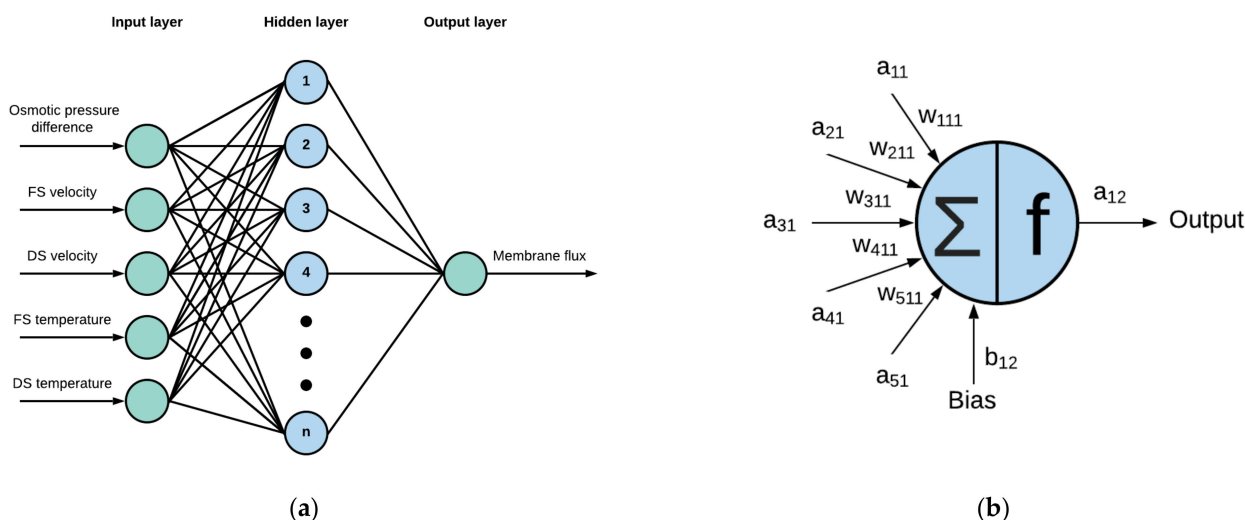 Input layer
Hidden layer
Output layer
Osmotic pressure
difference
FS velocity
DS velocity
FS temperature
DS temperature
1
2
3
4
n
Membrane flux
(a)
a11
a21
a31
a41
a51
w111
w211
w311
w411
w511
Σ
f
a12
Output
b12
Bias
(b)